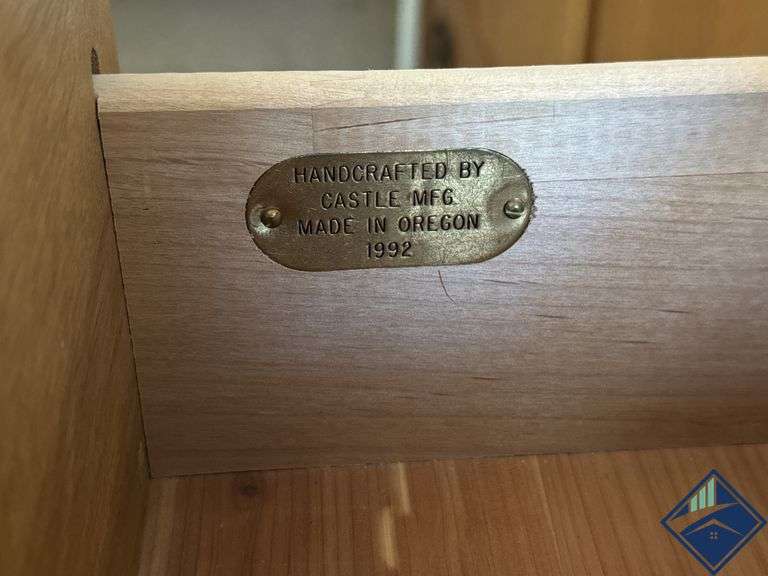 HANDCRAFTED BY
CASTLE MFG
MADE IN OREGON
1992